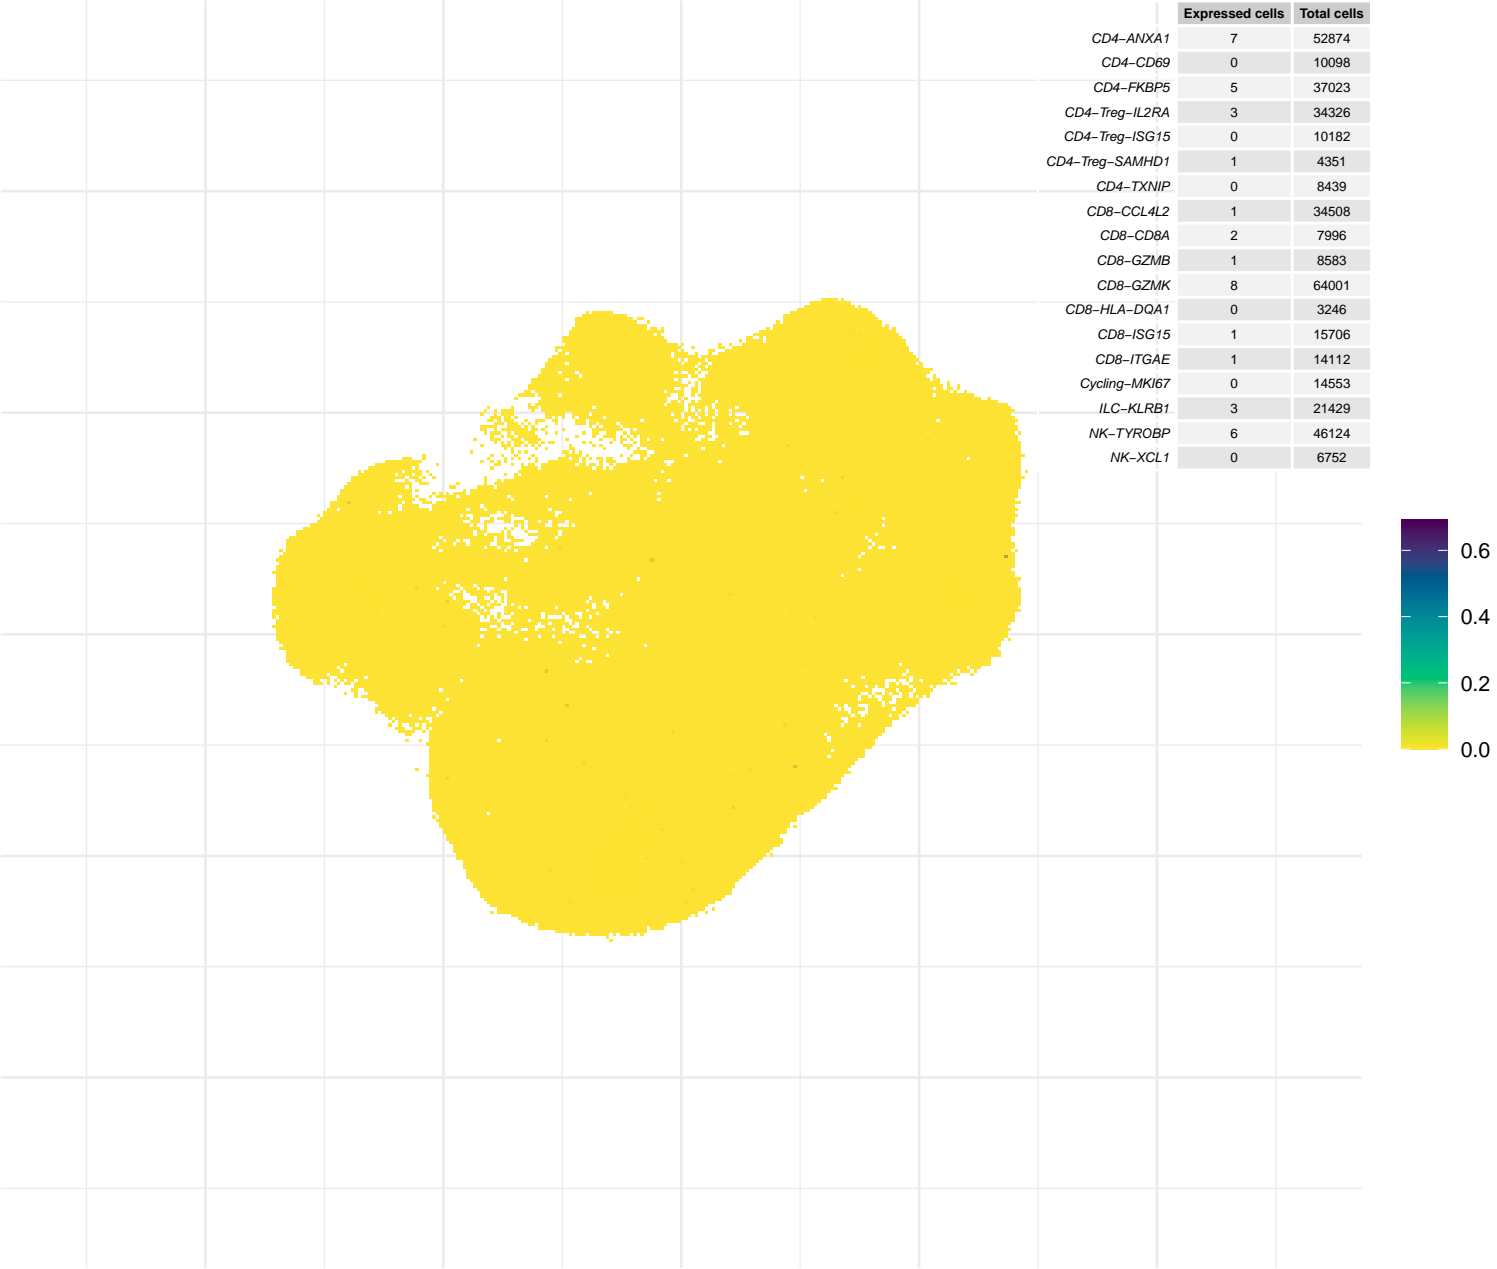 Expressed cells Total cells
CD4−ANXA1 7 52874
CD4−CD69 0 10098
CD4−FKBP5 5 37023
CD4−Treg−IL2RA 3 34326
CD4−Treg−ISG15 0 10182
CD4−Treg−SAMHD1 1 4351
CD4−TXNIP 0 8439
CD8−CCL4L2 1 34508
CD8−CD8A 2 7996
CD8−GZMB 1 8583
CD8−GZMK 8 64001
CD8−HLA−DQA1 0 3246
CD8−ISG15 1 15706
CD8−ITGAE 1 14112
Cycling−MKI67 0 14553
ILC−KLRB1 3 21429
NK−TYROBP 6 46124
NK−XCL1 0 6752
0.6
0.4
0.2
0.0